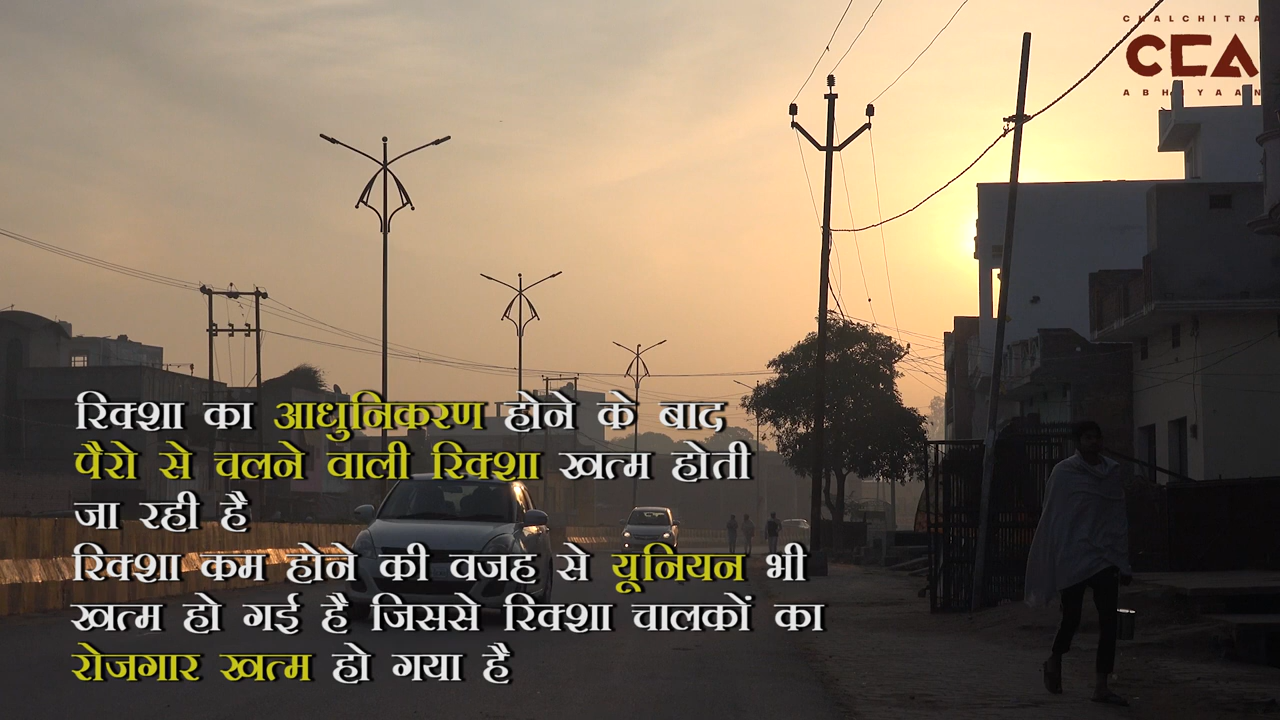 CHALCHITRA
CCA
ABHIYAAN
रिक्शा का आधुनिकरण होने के बाद
पैरो से चलने वाली रिक्शा खत्म होती
जा रही है
रिक्शा कम होने की वजह से यूनियन भी
खत्म हो गई है जिससे रिक्शा चालकों का
रोजगार खत्म हो गया है